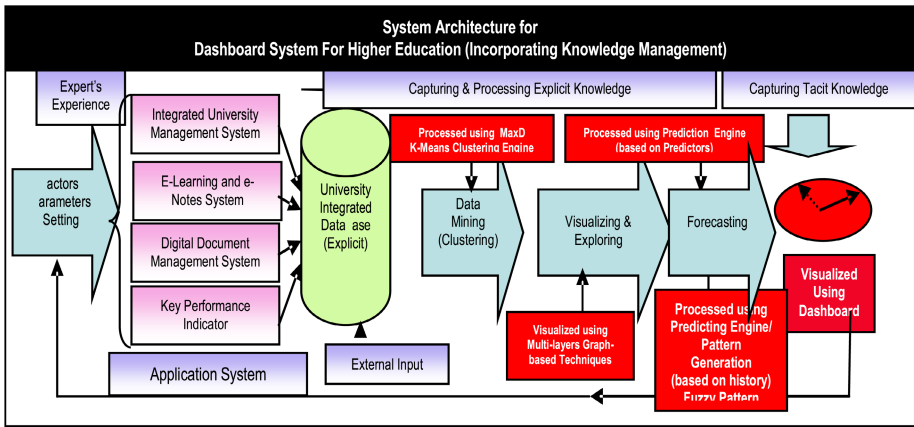 System Architecture for
Dashboard System For Higher Education (Incorporating Knowledge Management)
Expert's
Experience
Capturing & Processing Explicit Knowledge
Capturing Tacit Knowledge
Integrated University
Management System
E-Learning and e-
Notes System
Digital Document
Management System
Key Performance
Indicator
actors
arameters
Setting
University
Integrated
Data ase
(Explicit)
Processed using MaxD
K-Means Clustering Engine
Processed using Prediction Engine
(based on Predictors)
Data
Mining
(Clustering)
Visualizing &
Exploring
Forecasting
Visualized
Using
Dashboard
Visualized using
Multi-layers Graph-
based Techniques
Processed using
Predicting Engine/
Pattern
Generation
(based on history)
Fuzzy Pattern
External Input
Application System